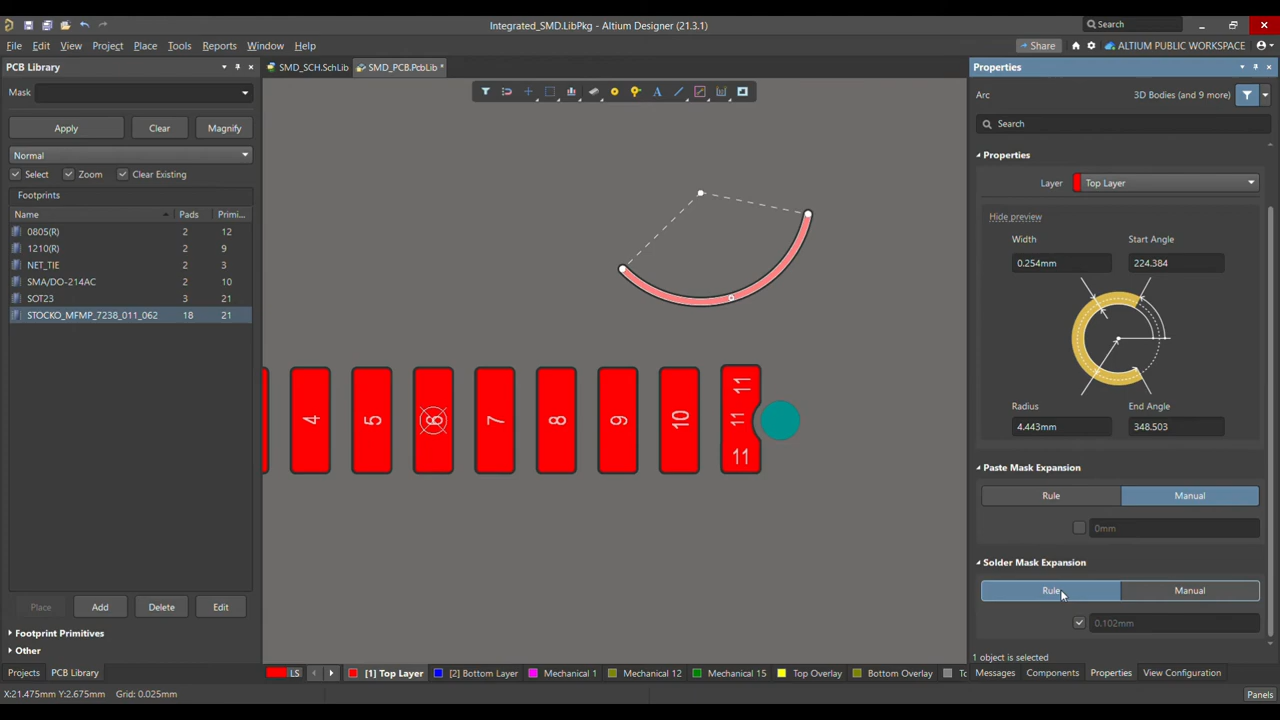 Integrated_SMD.LibPkg - Altium Designer (21.3.1)
Search
File Edit View Project Place Tools Reports Window Help
Share
ALTIUM PUBLIC WORKSPACE
PCB Library
SMD_SCH.SchLib
SMD_PCB.PcbLib *
Properties
Mask
Arc
3D Bodies (and 9 more)
Apply Clear Magnify
Search
Normal
Select Zoom Clear Existing
Properties
Footprints
Layer Top Layer
Name Pads Primi...
Hide preview
0805(R) 2 12
1210(R) 2 9
NET_TIE 2 3
SMA/DO-214AC 2 10
SOT23 3 21
STOCKO_MFMP_7238_011_062 18 21
Width Start Angle
0.254mm 224.384
Radius End Angle
4.443mm 348.503
4 5 6 7 8 9 10 11
11
11
Paste Mask Expansion
Rule Manual
0mm
Solder Mask Expansion
Rule Manual
0.102mm
Place Add Delete Edit
Footprint Primitives
Other
1 object is selected
Projects PCB Library
LS [1] Top Layer [2] Bottom Layer Mechanical 1 Mechanical 12 Mechanical 15 Top Overlay Bottom Overlay To
Messages Components Properties View Configuration
X:21.475mm Y:2.675mm Grid: 0.025mm
Panels